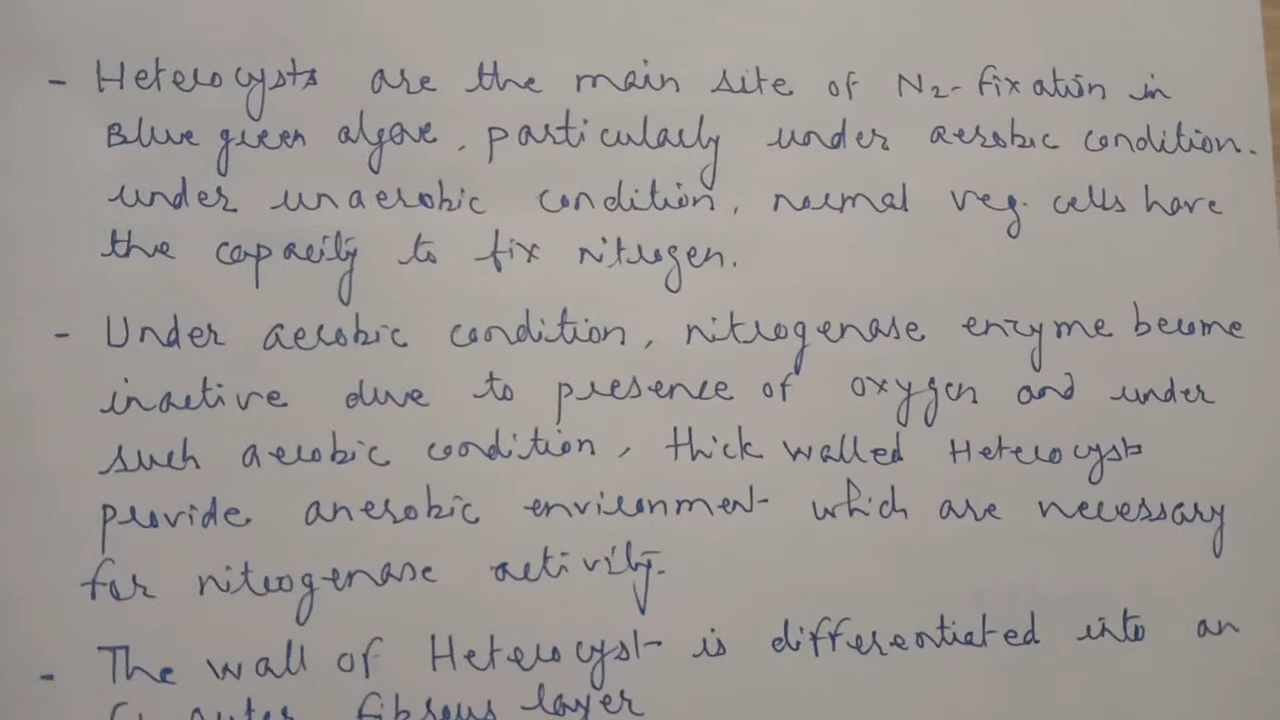 - Heterocysts are the main site of N2-fixation in
Blue green algae, particularly under aerobic condition.
under unaerobic condition, normal veg. cells have
the capacity to fix nitrogen.
- Under aerobic condition, nitrogenase enzyme become
inactive due to presence of oxygen and under
such aerobic condition, thick walled Heterocyst
provide anerobic environment which are necessary
for nitrogenase activity.
- The wall of Heterocyst is differentiated into an
outer fibrous layer